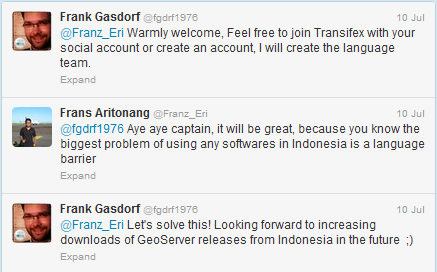 Frank Gasdorf @fgdrf1976 10 Jul
@Franz_Eri Warmly welcome, Feel free to join Transifex with your
social account or create an account, I will create the language
team.
Expand
Frans Aritonang @Franz_Eri 10 Jul
@fgdrf1976 Aye aye captain, it will be great, because you know the
biggest problem of using any softwares in Indonesia is a language
barrier
Expand
Frank Gasdorf @fgdrf1976 10 Jul
@Franz_Eri Let's solve this! Looking forward to increasing
downloads of GeoServer releases from Indonesia in the future ;)
Expand